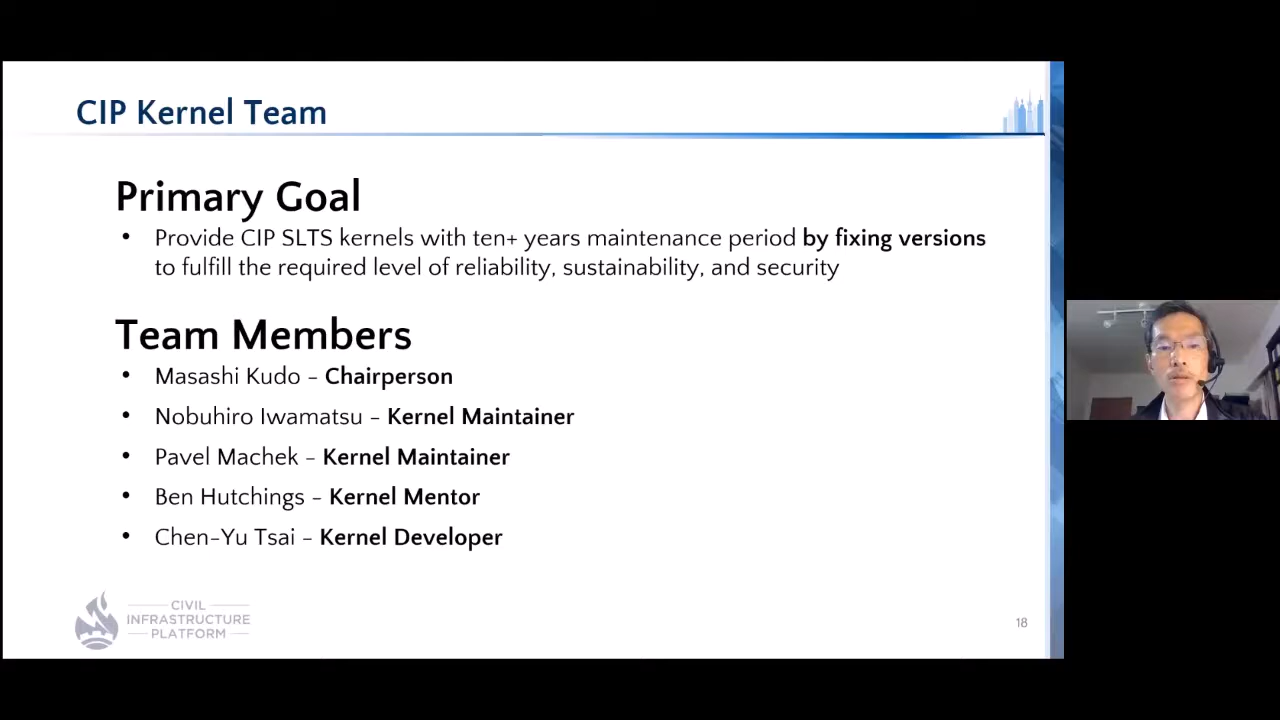 CIP Kernel Team
Primary Goal
• Provide CIP SLTS kernels with ten+ years maintenance period by fixing versions
to fulfill the required level of reliability, sustainability, and security
Team Members
• Masashi Kudo – Chairperson
• Nobuhiro Iwamatsu – Kernel Maintainer
• Pavel Machek – Kernel Maintainer
• Ben Hutchings – Kernel Mentor
• Chen-Yu Tsai – Kernel Developer
CIVIL
INFRASTRUCTURE
PLATFORM
18